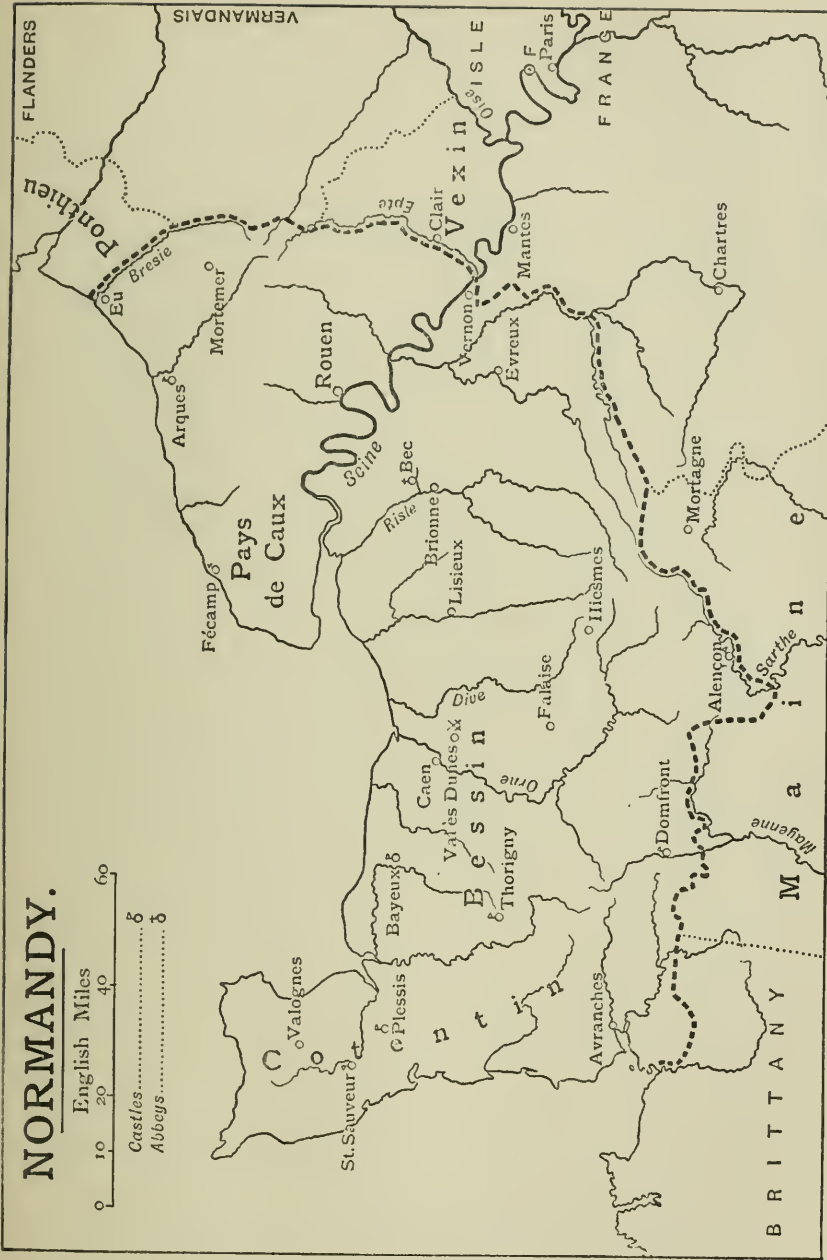 NORMANDY.
English Miles
0 10 20 40 60
Castles
Abbeys
FLANDERS
VERMANDAIS
Ponthieu
Eu
Bresle
Mortemer
Arques
Fécamp
Pays
de Caux
Rouen
Seine
Epte
Clair
Vexin
Oise
ISLE
F
Paris
FRANCE
Mantes
Vernon
Evreux
Chartres
Bec
Risle
Brionne
Lisieux
Hiesmes
Mortagne
Dive
Falaise
Caen
Val ès Dunes
Bessin
Orne
Bayeux
Thorigny
Valognes
St. Sauveur
Plessis
Cotentin
Avranches
Domfront
Alençon
Sarthe
Mayenne
Maine
BRITTANY